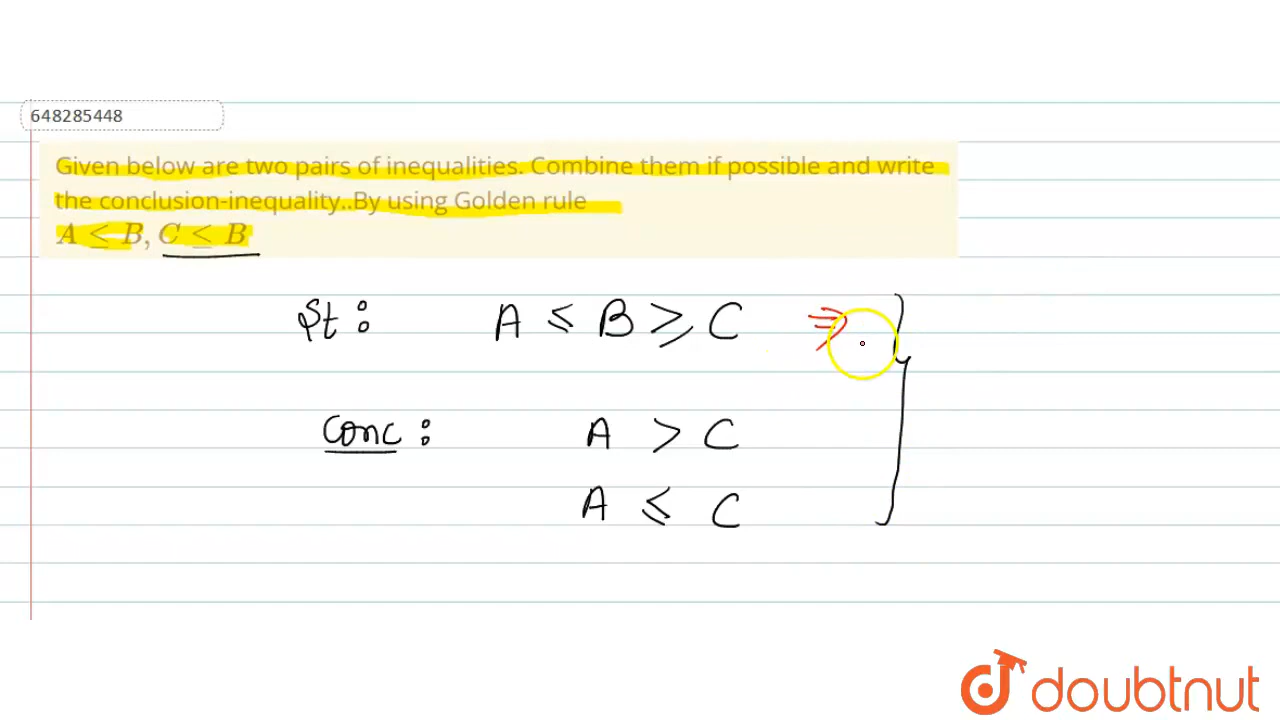 648285448
Given below are two pairs of inequalities. Combine them if possible and write
the conclusion-inequality..By using Golden rule
A ≤ B, C ≤ B
St: A ≤ B ≥ C ⇒
Conc: A > C
A ≤ C
doubtnut